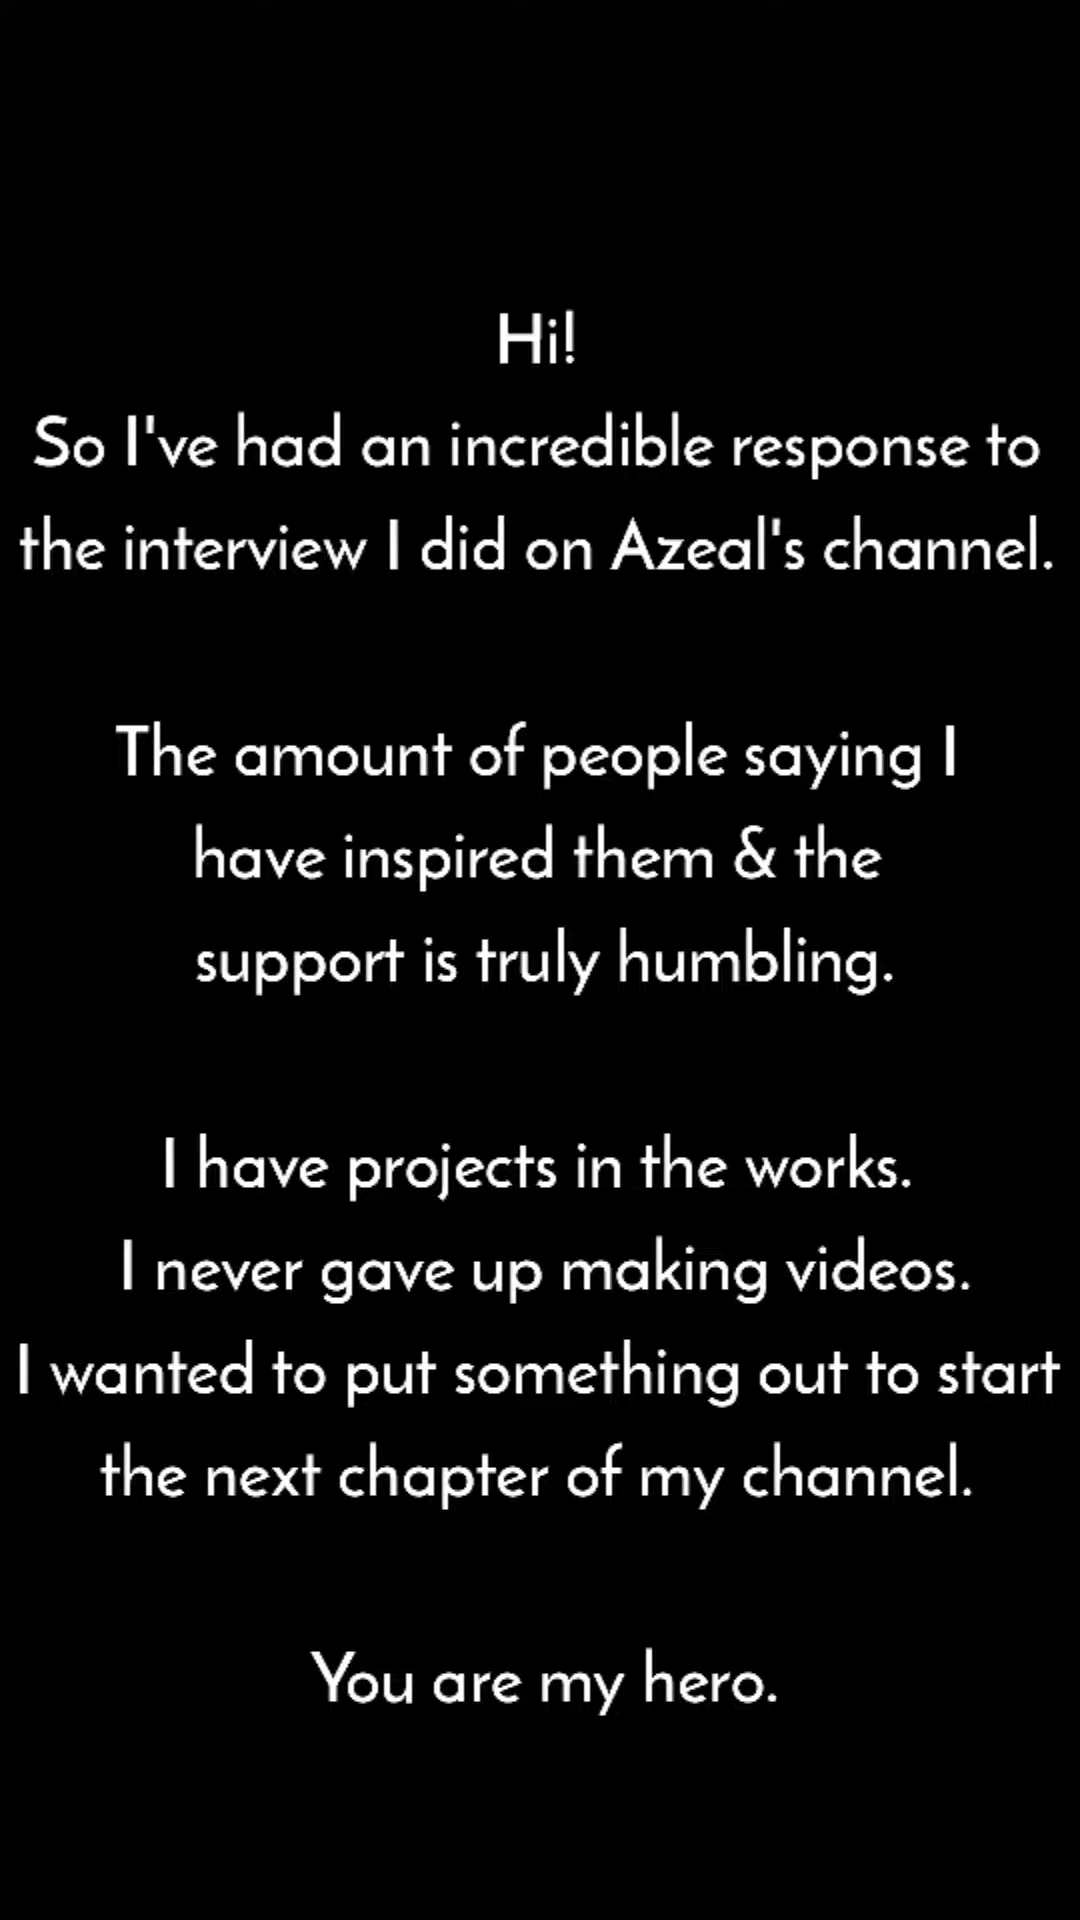 Hi!
So I've had an incredible response to
the interview I did on Azeal's channel.
The amount of people saying I
have inspired them & the
support is truly humbling.
I have projects in the works.
I never gave up making videos.
I wanted to put something out to start
the next chapter of my channel.
You are my hero.